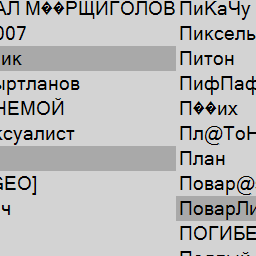 АЛ М��РЩИГОЛОВ
007
ик
ыртланов
НЕМОЙ
ксуалист
GEO]
ч
ПиКаЧу
Пиксель
Питон
ПифПаф
П��их
Пл@ТоН
План
Повар@
ПоварЛи
ПОГИБЕ